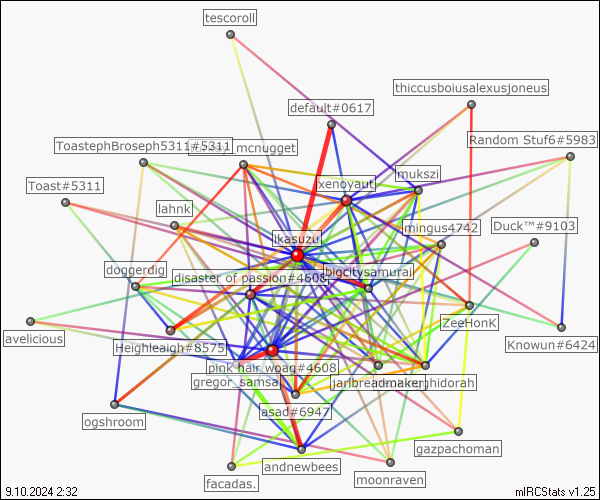 tescoroll
thiccusboiusalexusjoneus
default#0617
Random Stuf6#5983
ToastephBroseph5311#5311
_mcnugget
mukszi
xenoyaut
Toast#5311
lahnk
mingus4742
Duck™#9103
ikasuzu
doggerdig
disaster of passion#4608
bigcitysamurai
ZeeHonK
avelicious
Heighleaigh#8575
Knowun#6424
pink hair woag#4608
gregor_samsa
jarlbreadmaker
ghidorah
asad#6947
ogshroom
gazpachoman
andnewbees
facadas.
moonraven
9.10.2024 2:32
mIRCStats v1.25